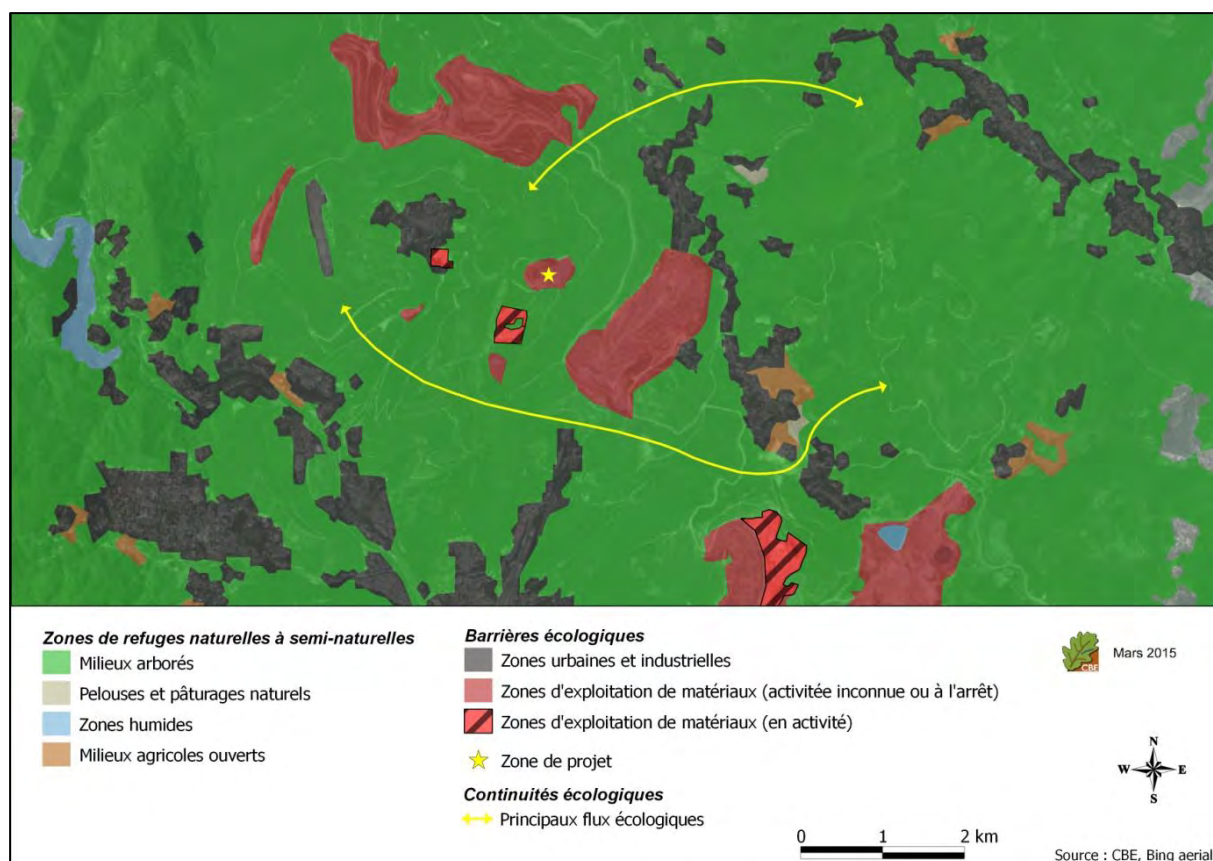 Zones de refuges naturelles à semi-naturelles
Milieux arborés
Pelouses et pâturages naturels
Zones humides
Milieux agricoles ouverts
Barrières écologiques
Zones urbaines et industrielles
Zones d'exploitation de matériaux (activitée inconnue ou à l'arrêt)
Zones d'exploitation de matériaux (en activité)
Zone de projet
Continuités écologiques
Principaux flux écologiques
CBE
Mars 2015
N
W E
S
0 1 2 km
Source : CBE, Bing aerial